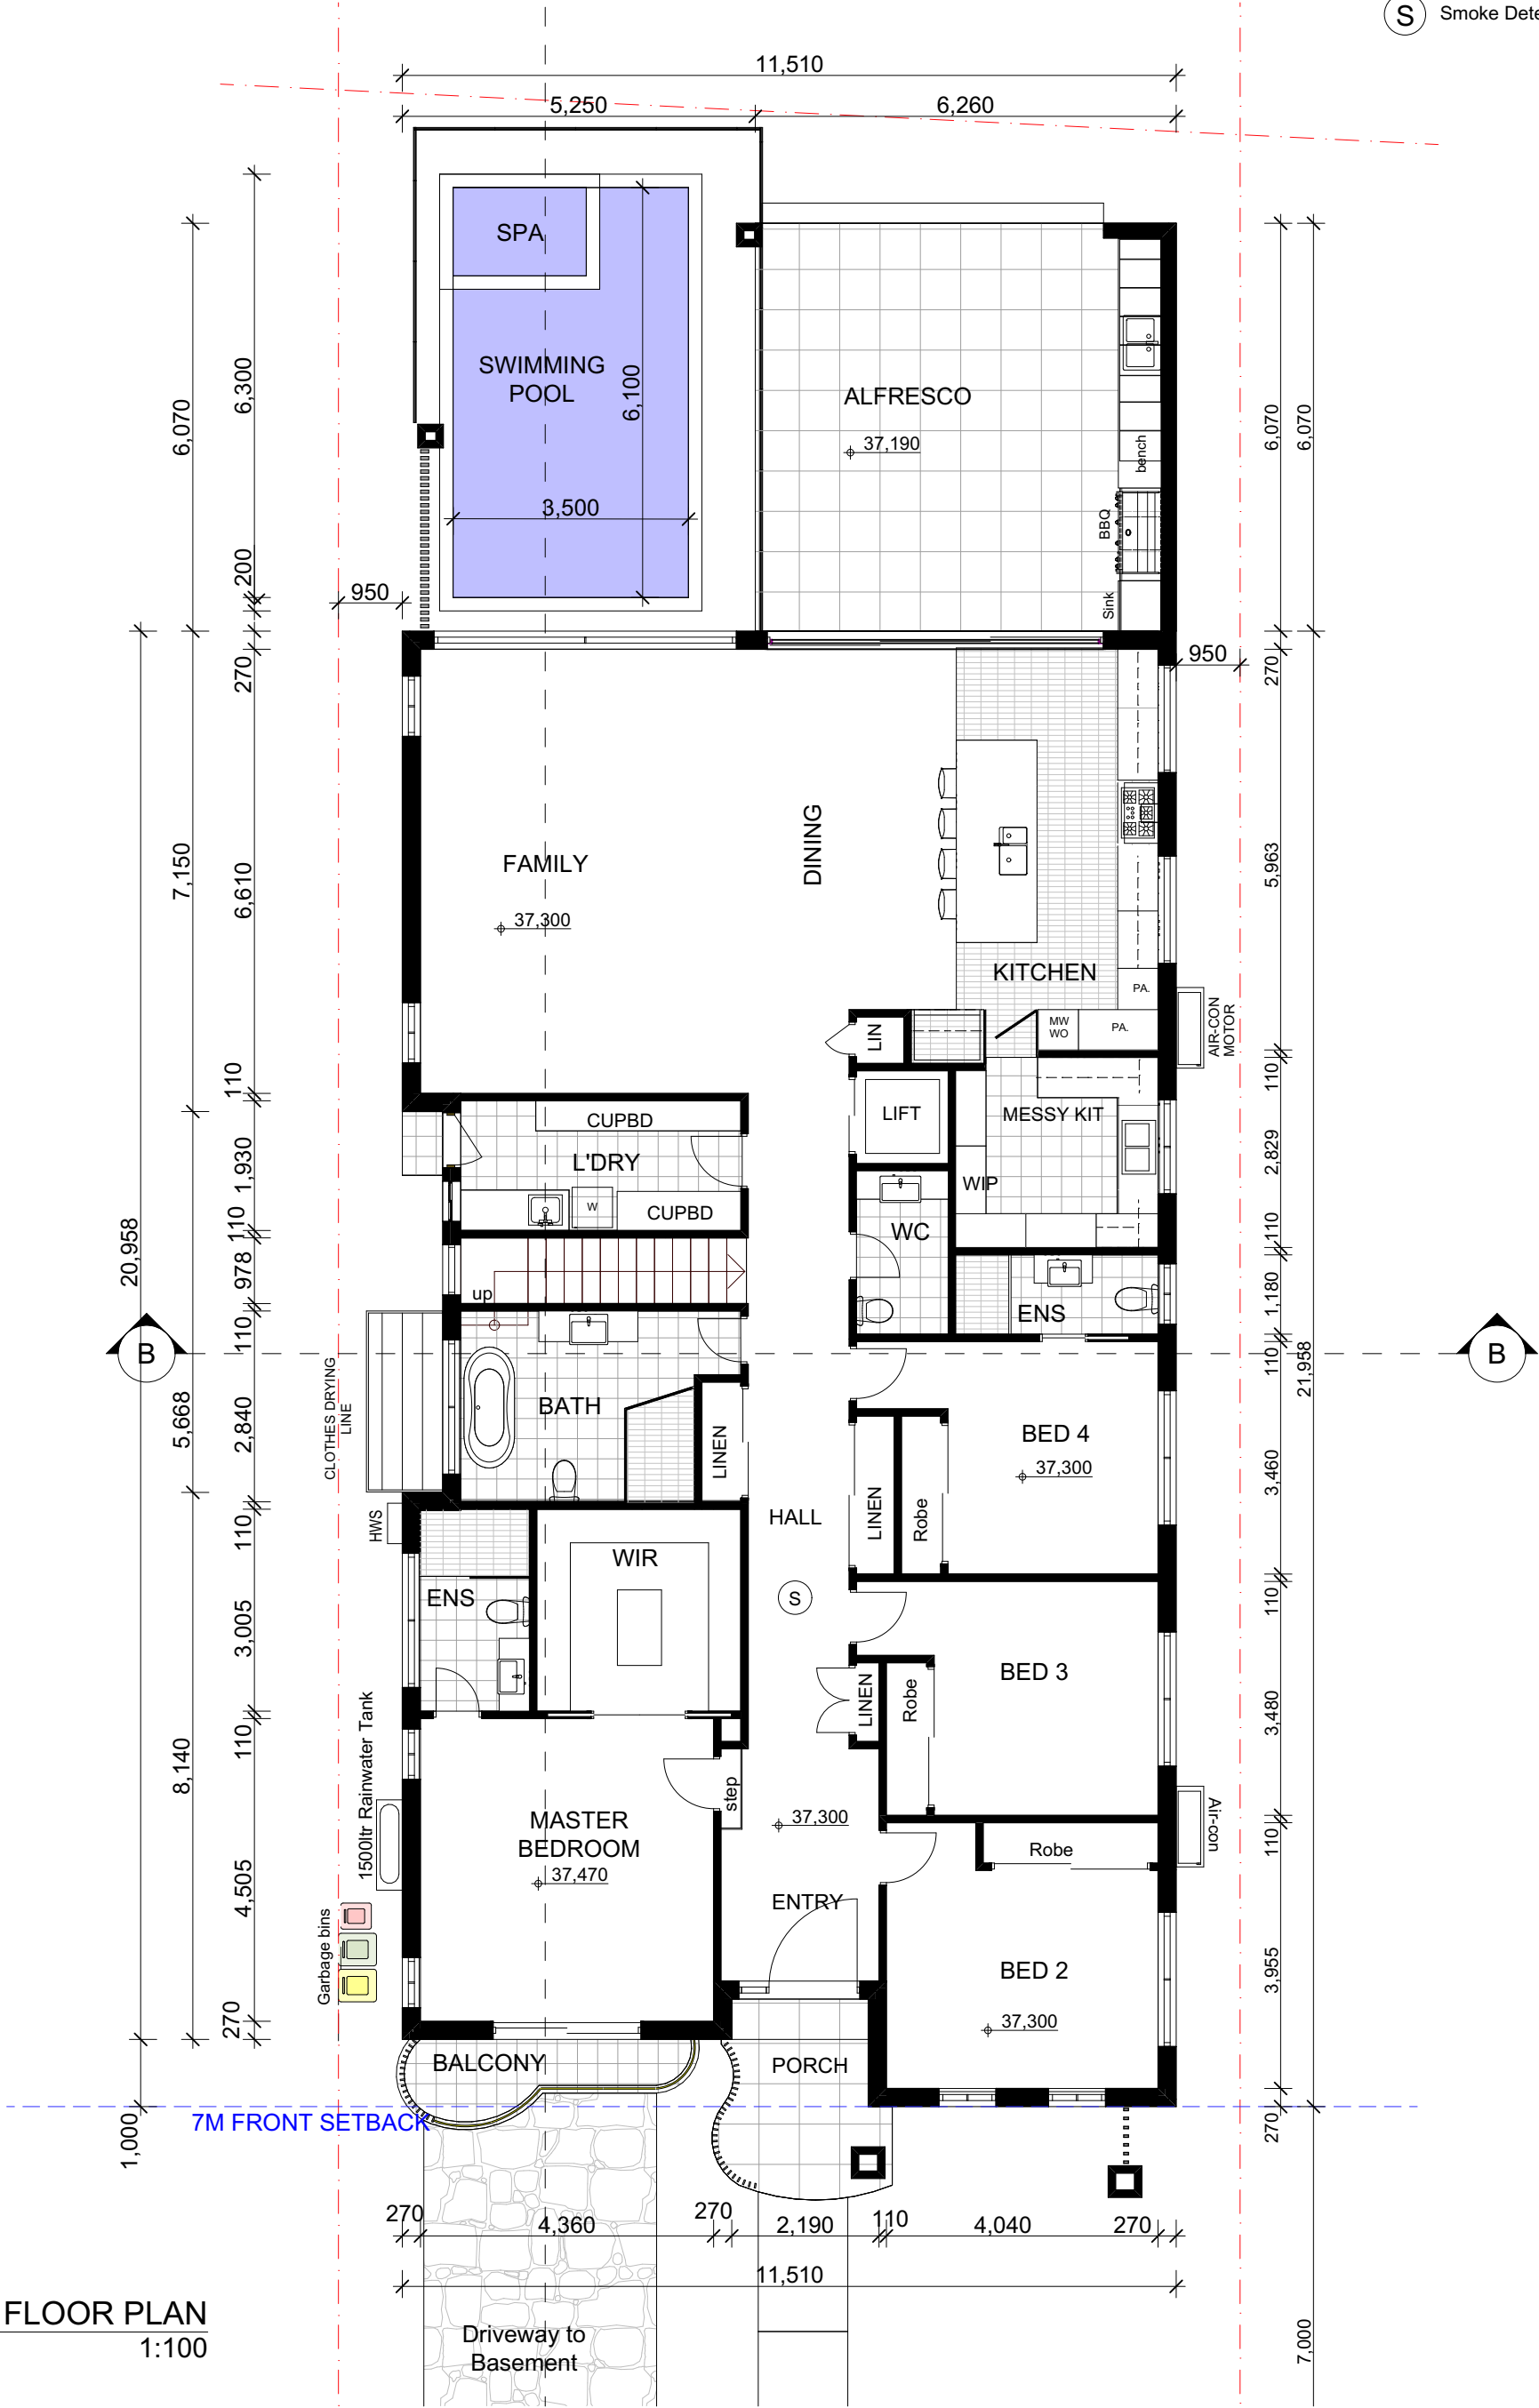 S Smoke Dete
11,510
5,250
6,260
SPA
SWIMMING
POOL
6,100
3,500
ALFRESCO
37,190
bench
BBQ
Sink
6,070
6,300
200
950
270
6,070
6,070
950
270
7,150
6,610
FAMILY
37,300
DINING
KITCHEN
PA.
MW
WO
PA.
LIN
5,963
AIR-CON
MOTOR
110
110
CUPBD
L'DRY
W
CUPBD
LIFT
MESSY KIT
WIP
WC
1,930
2,829
110
110
20,958
978
up
ENS
1,180
110
110
B
B
21,958
CLOTHES DRYING
LINE
5,668
2,840
BATH
LINEN
BED 4
37,300
3,460
HALL
LINEN
Robe
HWS
110
WIR
ENS
S
110
3,005
BED 3
LINEN
Robe
3,480
1500ltr Rainwater Tank
110
8,140
step
MASTER
BEDROOM
37,470
37,300
Robe
Air-con
110
4,505
ENTRY
Garbage bins
BED 2
37,300
3,955
270
BALCONY
PORCH
7M FRONT SETBACK
1,000
270
270
4,360
270
2,190
110
4,040
270
11,510
Driveway to
Basement
7,000
FLOOR PLAN
1:100